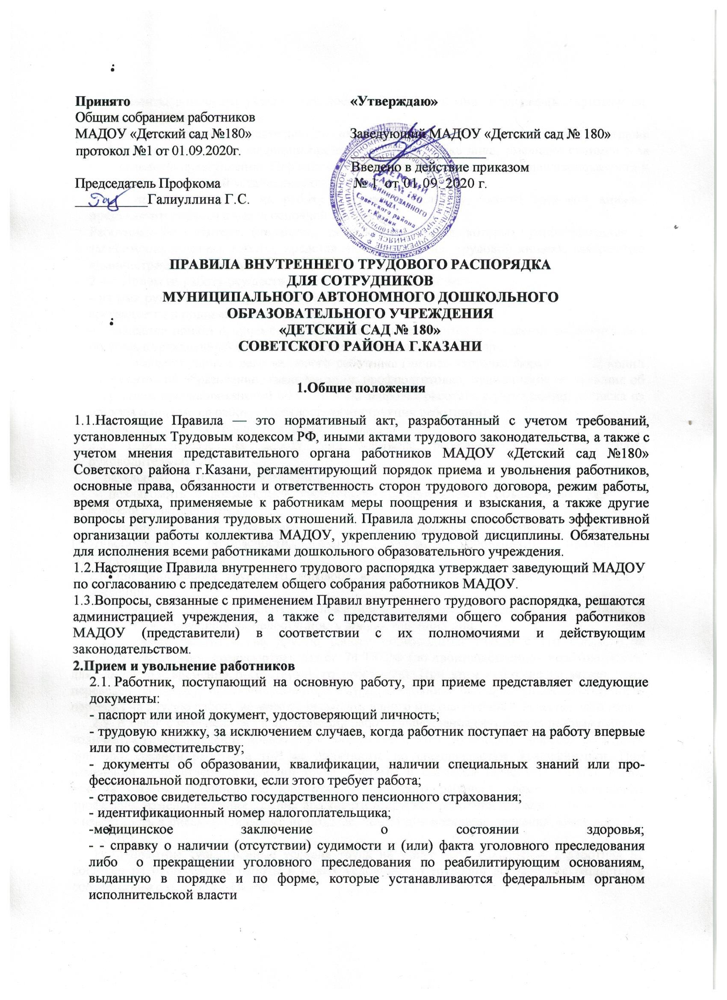 Принято
Общим собранием работников
МАДОУ «Детский сад №180»
протокол №1 от 01.09.2020г.
Председатель Профкома
____________Галиуллина Г.С.
«Утверждаю»
Заведующий МАДОУ «Детский сад № 180»
Введено в действие приказом
№ 1 от 01.09. 2020 г.
ДЕТСКИЙ
САД № 180
КОМБИНИРОВАННОГО
ВИДА»
Советского района
г.Казани
ПРАВИЛА ВНУТРЕННЕГО ТРУДОВОГО РАСПОРЯДКА
ДЛЯ СОТРУДНИКОВ
МУНИЦИПАЛЬНОГО АВТОНОМНОГО ДОШКОЛЬНОГО
ОБРАЗОВАТЕЛЬНОГО УЧРЕЖДЕНИЯ
«ДЕТСКИЙ САД № 180»
СОВЕТСКОГО РАЙОНА Г.КАЗАНИ
1.Общие положения
1.1.Настоящие Правила — это нормативный акт, разработанный с учетом требований,
установленных Трудовым кодексом РФ, иными актами трудового законодательства, а также с
учетом мнения представительного органа работников МАДОУ «Детский сад №180»
Советского района г.Казани, регламентирующий порядок приема и увольнения работников,
основные права, обязанности и ответственность сторон трудового договора, режим работы,
время отдыха, применяемые к работникам меры поощрения и взыскания, а также другие
вопросы регулирования трудовых отношений. Правила должны способствовать эффективной
организации работы коллектива МАДОУ, укреплению трудовой дисциплины. Обязательны
для исполнения всеми работниками дошкольного образовательного учреждения.
1.2.Настоящие Правила внутреннего трудового распорядка утверждает заведующий МАДОУ
по согласованию с председателем общего собрания работников МАДОУ.
1.3.Вопросы, связанные с применением Правил внутреннего трудового распорядка, решаются
администрацией учреждения, а также с представителями общего собрания работников
МАДОУ (представители) в соответствии с их полномочиями и действующим
законодательством.
2.Прием и увольнение работников
2.1. Работник, поступающий на основную работу, при приеме представляет следующие
документы:
- паспорт или иной документ, удостоверяющий личность;
- трудовую книжку, за исключением случаев, когда работник поступает на работу впервые
или по совместительству;
- документы об образовании, квалификации, наличии специальных знаний или про-
фессиональной подготовки, если этого требует работа;
- страховое свидетельство государственного пенсионного страхования;
- идентификационный номер налогоплательщика;
-медицинское заключение о состоянии здоровья;
- - справку о наличии (отсутствии) судимости и (или) факта уголовного преследования
либо о прекращении уголовного преследования по реабилитирующим основаниям,
выданную в порядке и по форме, которые устанавливаются федеральным органом
исполнительской власти